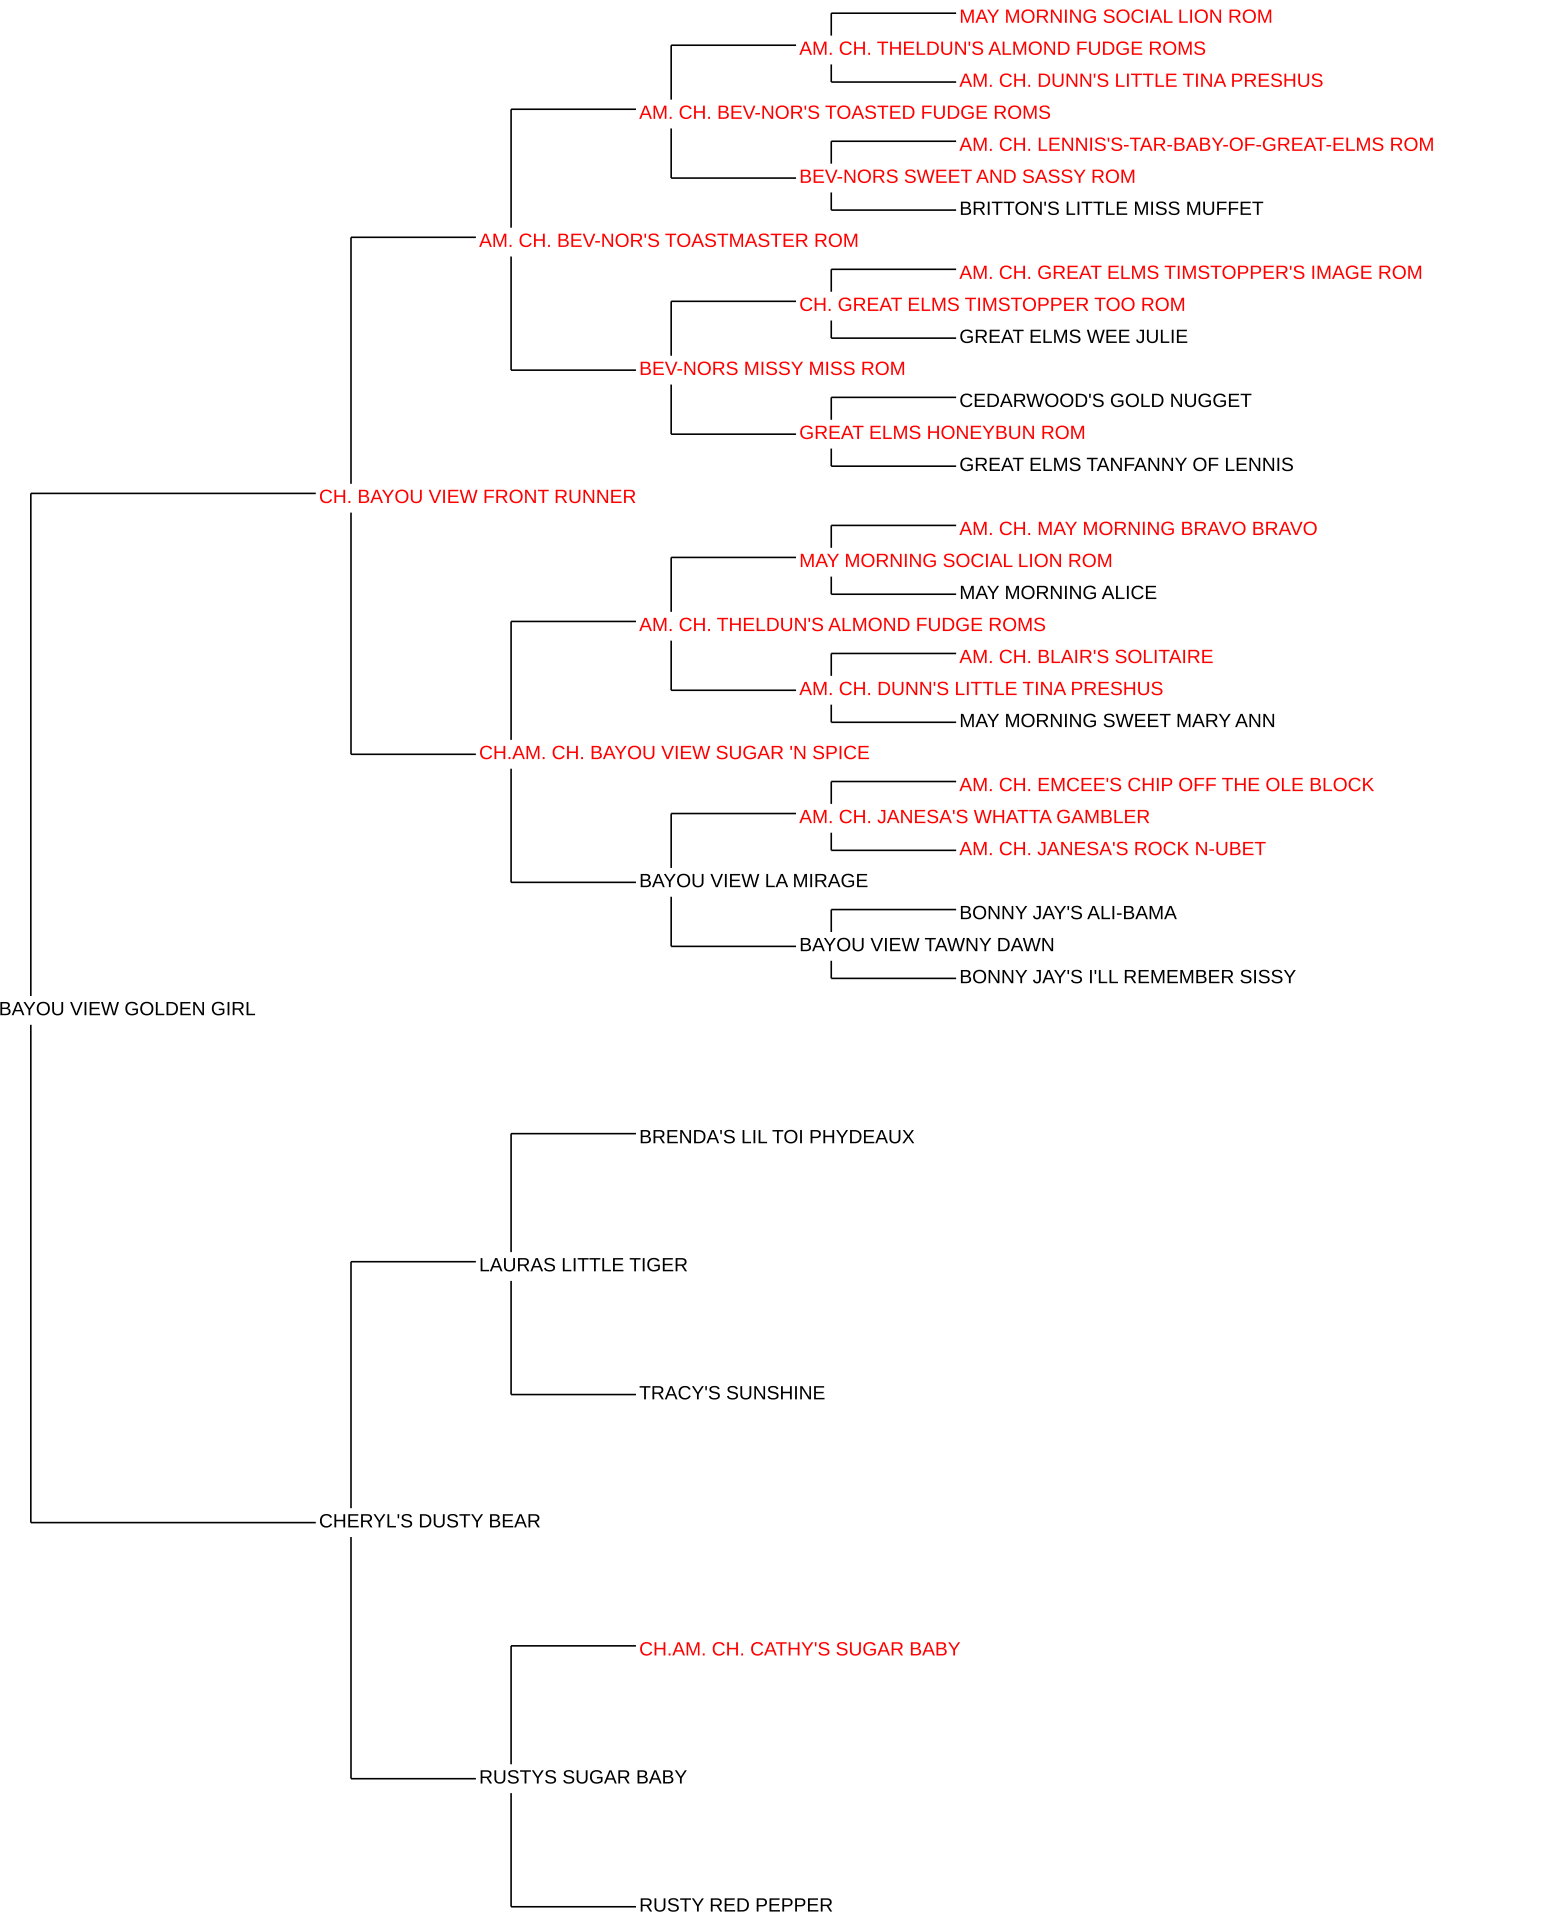 MAY MORNING SOCIAL LION ROM
AM. CH. THELDUN'S ALMOND FUDGE ROMS
AM. CH. DUNN'S LITTLE TINA PRESHUS
AM. CH. BEV-NOR'S TOASTED FUDGE ROMS
AM. CH. LENNIS'S-TAR-BABY-OF-GREAT-ELMS ROM
BEV-NORS SWEET AND SASSY ROM
BRITTON'S LITTLE MISS MUFFET
AM. CH. BEV-NOR'S TOASTMASTER ROM
AM. CH. GREAT ELMS TIMSTOPPER'S IMAGE ROM
CH. GREAT ELMS TIMSTOPPER TOO ROM
GREAT ELMS WEE JULIE
BEV-NORS MISSY MISS ROM
CEDARWOOD'S GOLD NUGGET
GREAT ELMS HONEYBUN ROM
GREAT ELMS TANFANNY OF LENNIS
CH. BAYOU VIEW FRONT RUNNER
AM. CH. MAY MORNING BRAVO BRAVO
MAY MORNING SOCIAL LION ROM
MAY MORNING ALICE
AM. CH. THELDUN'S ALMOND FUDGE ROMS
AM. CH. BLAIR'S SOLITAIRE
AM. CH. DUNN'S LITTLE TINA PRESHUS
MAY MORNING SWEET MARY ANN
CH.AM. CH. BAYOU VIEW SUGAR 'N SPICE
AM. CH. EMCEE'S CHIP OFF THE OLE BLOCK
AM. CH. JANESA'S WHATTA GAMBLER
AM. CH. JANESA'S ROCK N-UBET
BAYOU VIEW LA MIRAGE
BONNY JAY'S ALI-BAMA
BAYOU VIEW TAWNY DAWN
BONNY JAY'S I'LL REMEMBER SISSY
BAYOU VIEW GOLDEN GIRL
BRENDA'S LIL TOI PHYDEAUX
LAURAS LITTLE TIGER
TRACY'S SUNSHINE
CHERYL'S DUSTY BEAR
CH.AM. CH. CATHY'S SUGAR BABY
RUSTYS SUGAR BABY
RUSTY RED PEPPER